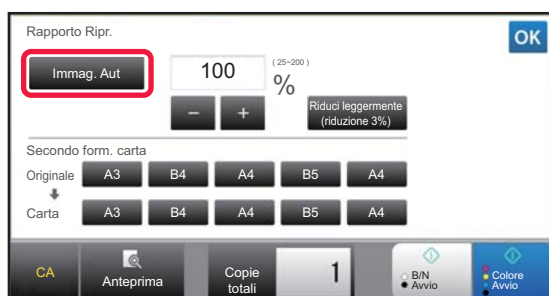 Rapporto Ripr.
OK
Immag. Aut
100
(25~200)
%
− +
Riduci leggermente
(riduzione 3%)
Secondo form. carta
Originale A3 B4 A4 B5 A4
Carta A3 B4 A4 B5 A4
CA
Anteprima
Copie
totali
1
B/N
Avvio
Colore
Avvio